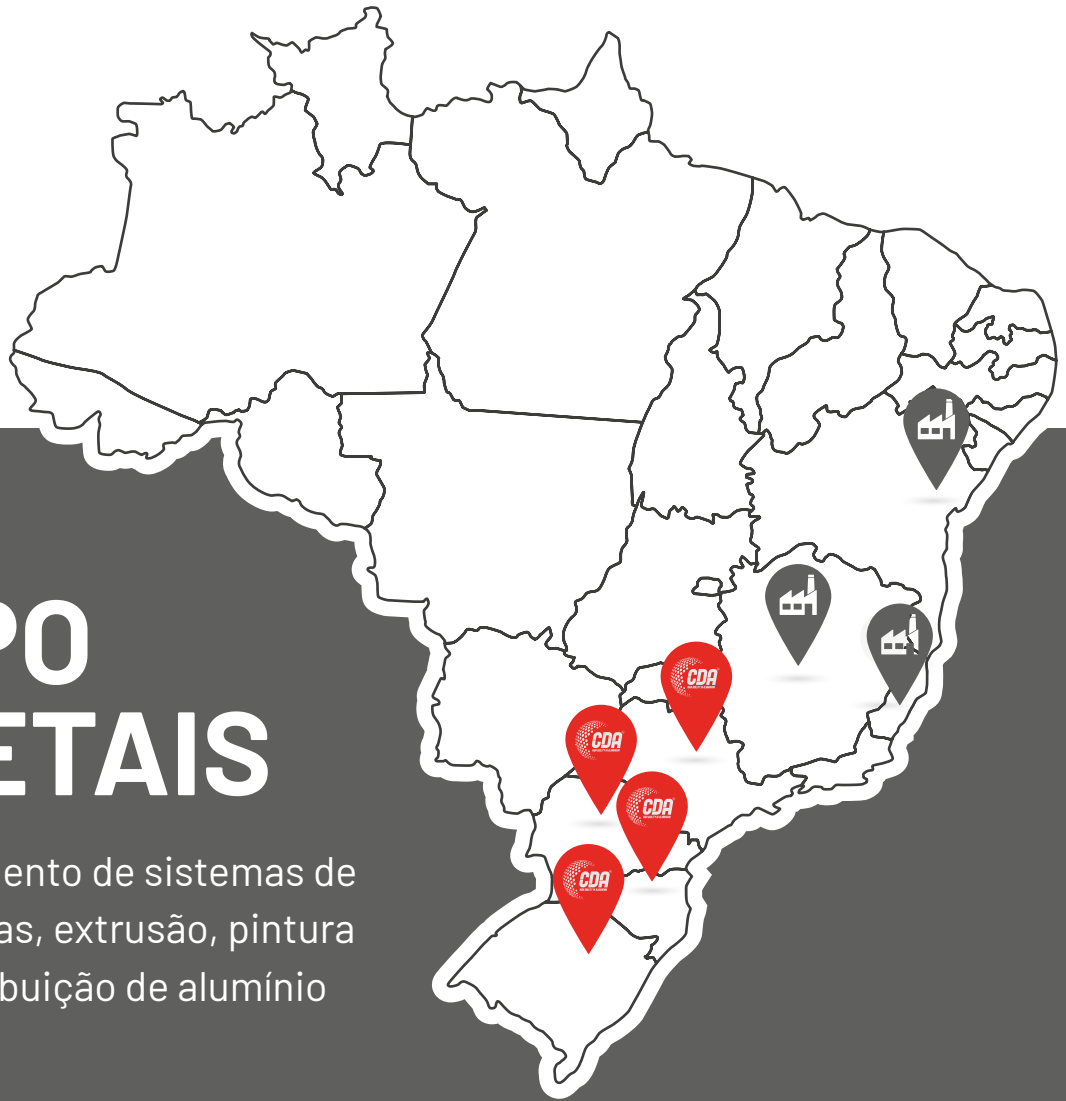 PO
ETAIS
ento de sistemas de
as, extrusão, pintura
buição de alumínio
CDA
CDA
CDA
CDA